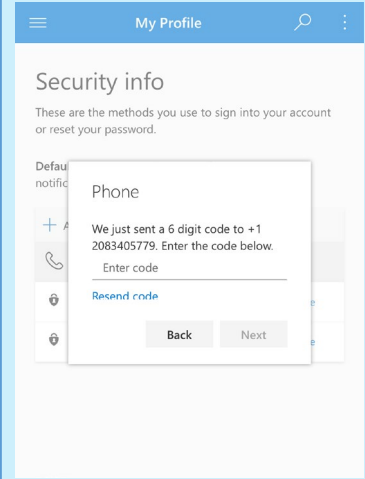 My Profile
Security info
These are the methods you use to sign into your account
or reset your password.
Defau
notific
Phone
We just sent a 6 digit code to +1
2083405779. Enter the code below.
Enter code
Resend code
Back Next